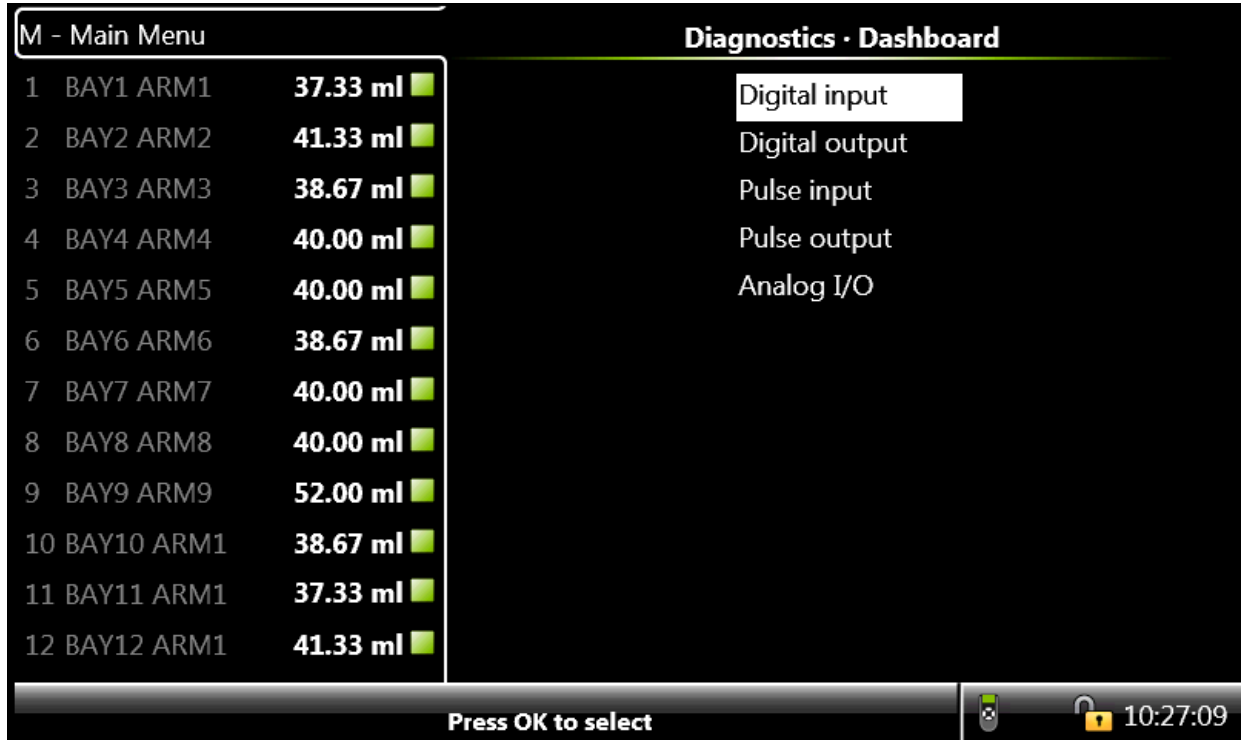 M - Main Menu
Diagnostics · Dashboard
1 BAY1 ARM1 37.33 ml
2 BAY2 ARM2 41.33 ml
3 BAY3 ARM3 38.67 ml
4 BAY4 ARM4 40.00 ml
5 BAY5 ARM5 40.00 ml
6 BAY6 ARM6 38.67 ml
7 BAY7 ARM7 40.00 ml
8 BAY8 ARM8 40.00 ml
9 BAY9 ARM9 52.00 ml
10 BAY10 ARM1 38.67 ml
11 BAY11 ARM1 37.33 ml
12 BAY12 ARM1 41.33 ml
Digital input
Digital output
Pulse input
Pulse output
Analog I/O
Press OK to select
10:27:09